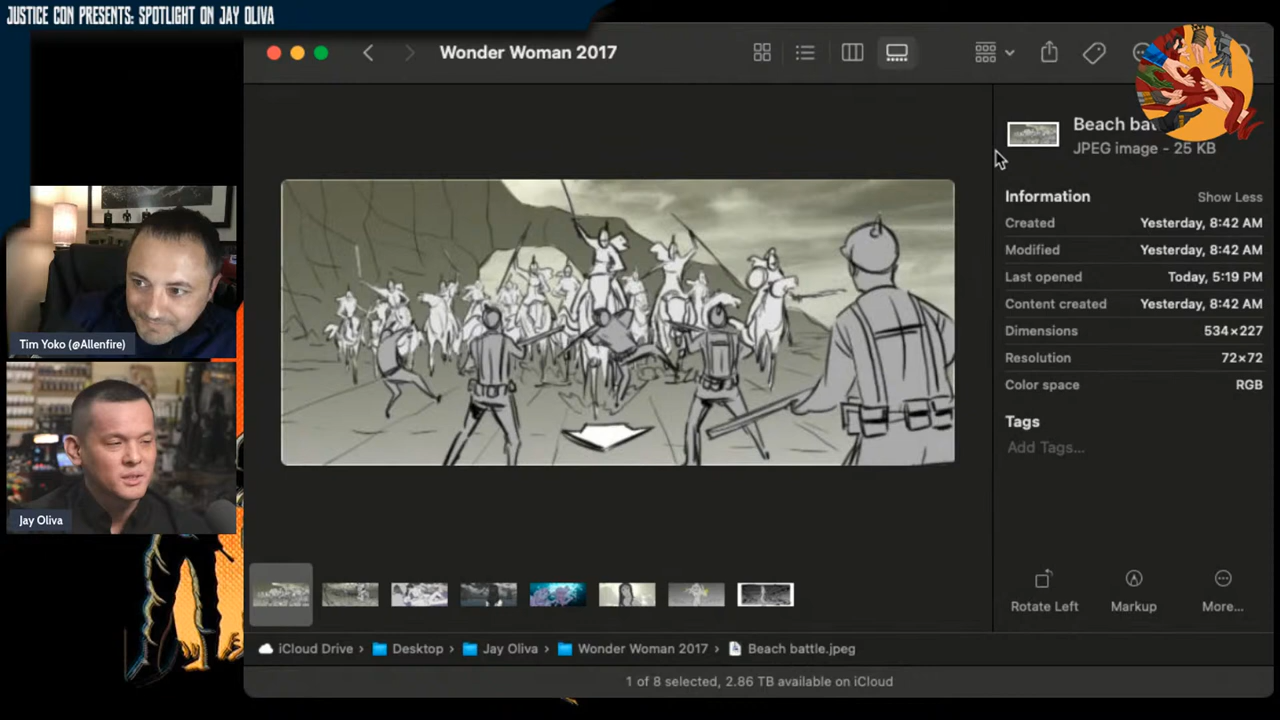 JUSTICE CON PRESENTS: SPOTLIGHT ON JAY OLIVA
Wonder Woman 2017
Beach bat
JPEG image - 25 KB
Information Show Less
Created Yesterday, 8:42 AM
Modified Yesterday, 8:42 AM
Last opened Today, 5:19 PM
Content created Yesterday, 8:42 AM
Dimensions 534×227
Resolution 72×72
Color space RGB
Tags
Add Tags...
Tim Yoko (@Allenfire)
Jay Oliva
Rotate Left Markup More...
iCloud Drive › Desktop › Jay Oliva › Wonder Woman 2017 › Beach battle.jpeg
1 of 8 selected, 2.86 TB available on iCloud